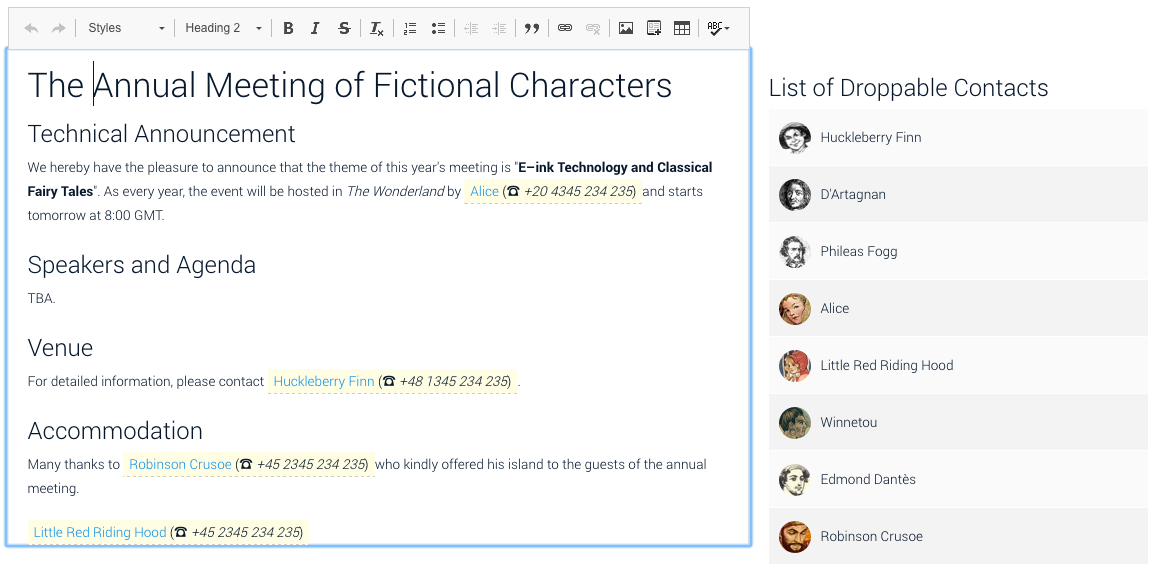 Styles Heading 2 B I S Tx ABC
The Annual Meeting of Fictional Characters
Technical Announcement
We hereby have the pleasure to announce that the theme of this year's meeting is "E–ink Technology and Classical
Fairy Tales". As every year, the event will be hosted in The Wonderland by Alice (☎ +20 4345 234 235) and starts
tomorrow at 8:00 GMT.
Speakers and Agenda
TBA.
Venue
For detailed information, please contact Huckleberry Finn (☎ +48 1345 234 235) .
Accommodation
Many thanks to Robinson Crusoe (☎ +45 2345 234 235) who kindly offered his island to the guests of the annual
meeting.
Little Red Riding Hood (☎ +45 2345 234 235)
List of Droppable Contacts
Huckleberry Finn
D'Artagnan
Phileas Fogg
Alice
Little Red Riding Hood
Winnetou
Edmond Dantès
Robinson Crusoe